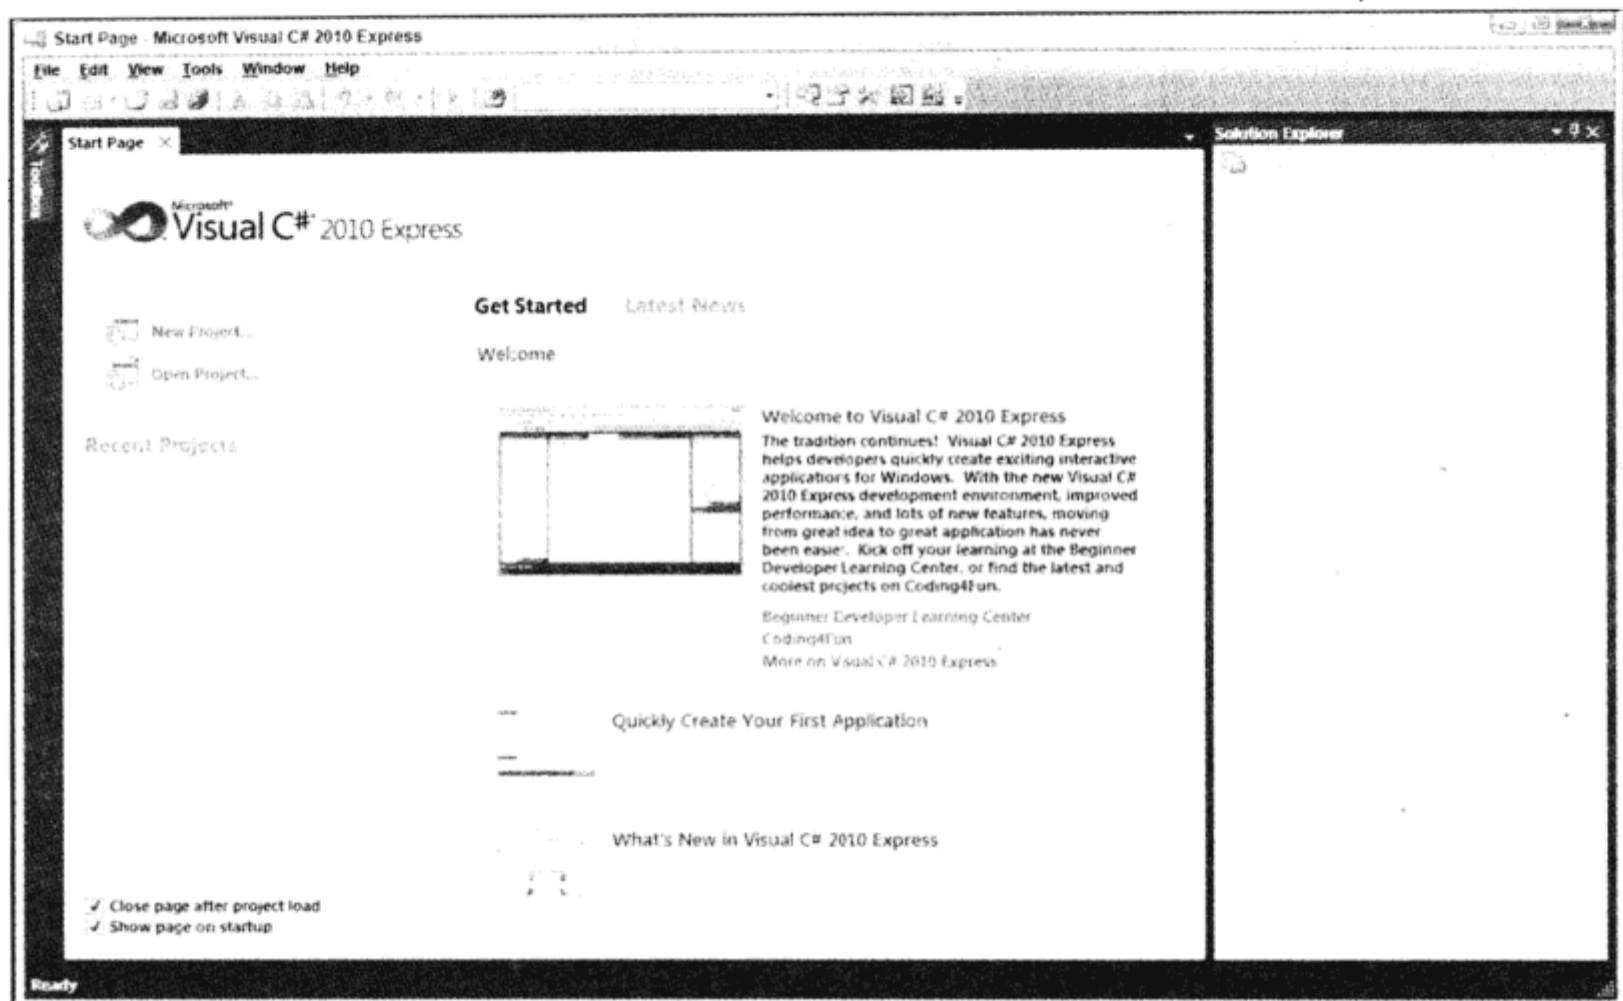 Start Page - Microsoft Visual C# 2010 Express
File Edit View Tools Window Help
Toolbox
Start Page
Solution Explorer
Microsoft
Visual C# 2010 Express
Get Started Latest News
New Project...
Open Project...
Welcome
Recent Projects
Welcome to Visual C# 2010 Express
The tradition continues! Visual C# 2010 Express
helps developers quickly create exciting interactive
applications for Windows. With the new Visual C#
2010 Express development environment, improved
performance, and lots of new features, moving
from great idea to great application has never
been easier. Kick off your learning at the Beginner
Developer Learning Center, or find the latest and
coolest projects on Coding4Fun.
Beginner Developer Learning Center
Coding4Fun
More on Visual C# 2010 Express
Quickly Create Your First Application
What's New in Visual C# 2010 Express
Close page after project load
Show page on startup
Ready